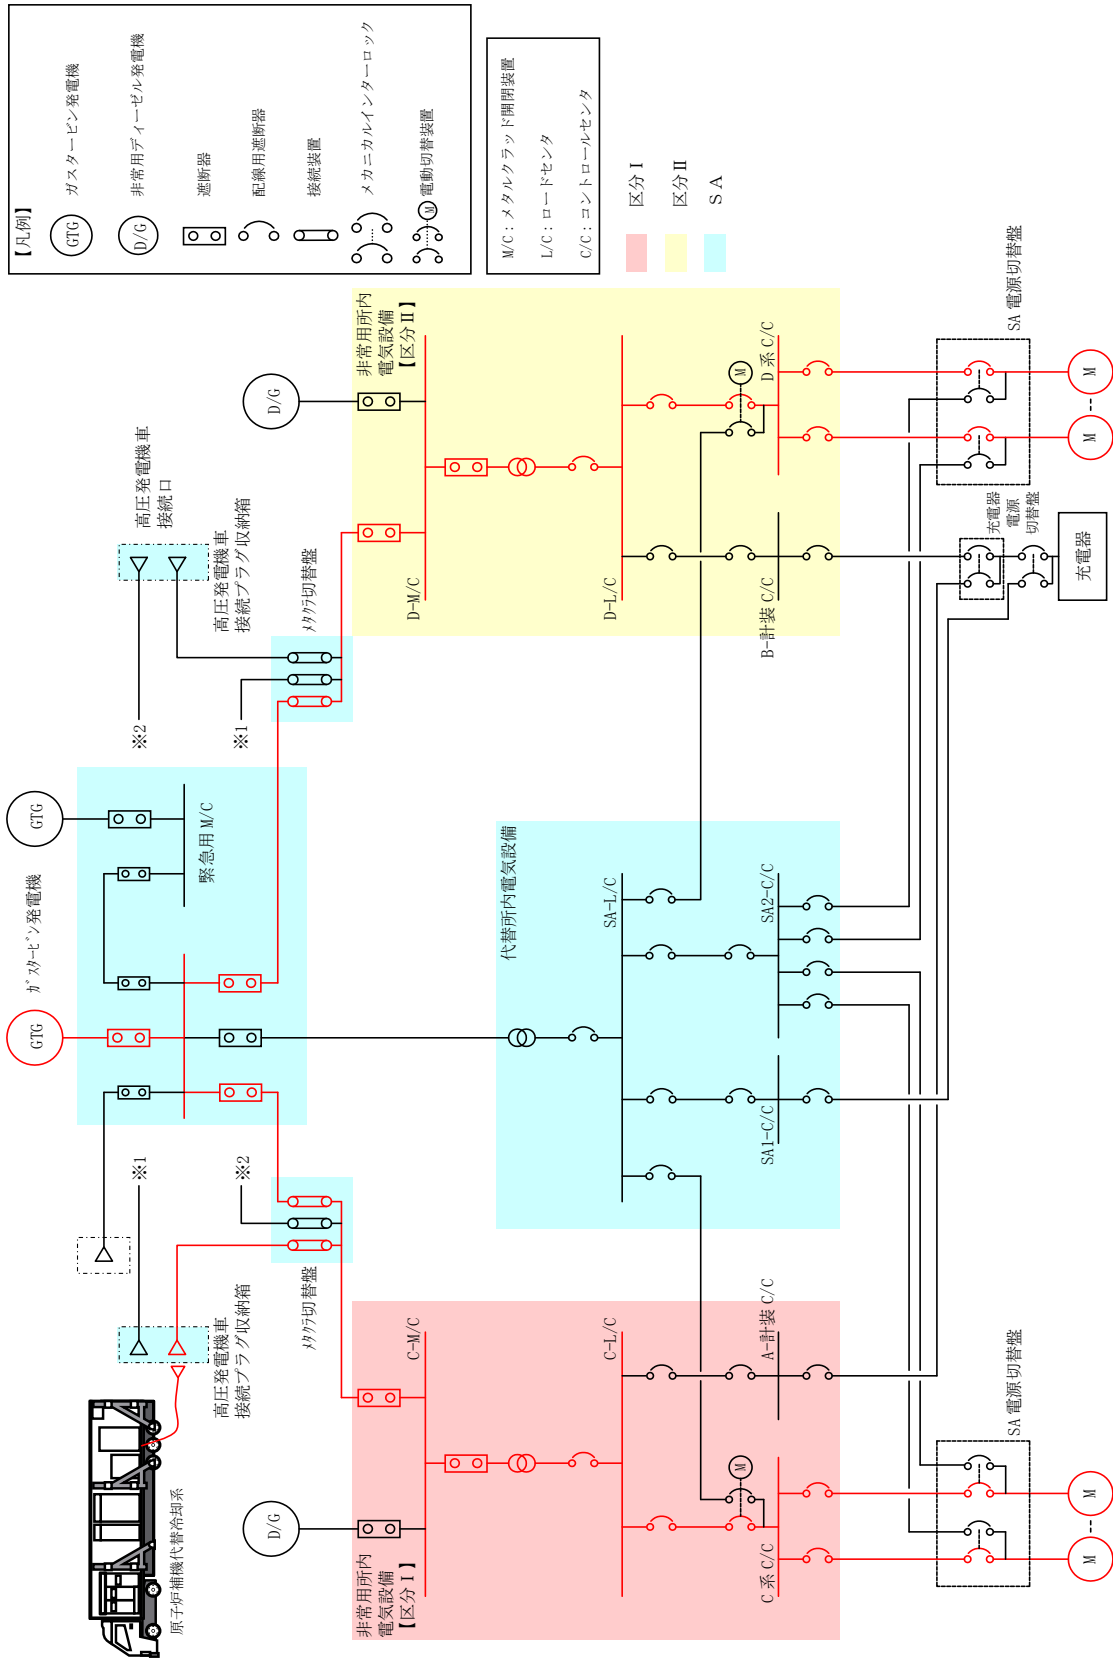 【凡例】
GTG ガスタービン発電機
D/G 非常用ディーゼル発電機
遮断器
配線用遮断器
接続装置
メカニカルインターロック
M 電動切替装置
M/C：メタルクラッド開閉装置
L/C：ロードセンタ
C/C：コントロールセンタ
区分Ⅰ
区分Ⅱ
ＳＡ
原子炉補機代替冷却系
高圧発電機車
接続プラグ収納箱
※1
※2
ﾒﾀｸﾗ切替盤
ｶﾞｽﾀｰﾋﾞﾝ発電機
GTG
GTG
緊急用 M/C
高圧発電機車
接続口
高圧発電機車
接続プラグ収納箱
※2
※1
ﾒﾀｸﾗ切替盤
D/G
非常用所内
電気設備
【区分Ⅰ】
C-M/C
C-L/C
M
C 系 C/C
A-計装 C/C
代替所内電気設備
SA-L/C
SA1-C/C
SA2-C/C
D/G
非常用所内
電気設備
【区分Ⅱ】
D-M/C
D-L/C
M
B-計装 C/C
D 系 C/C
SA 電源切替盤
M
M
充電器
電源
切替盤
充電器
SA 電源切替盤
M
M